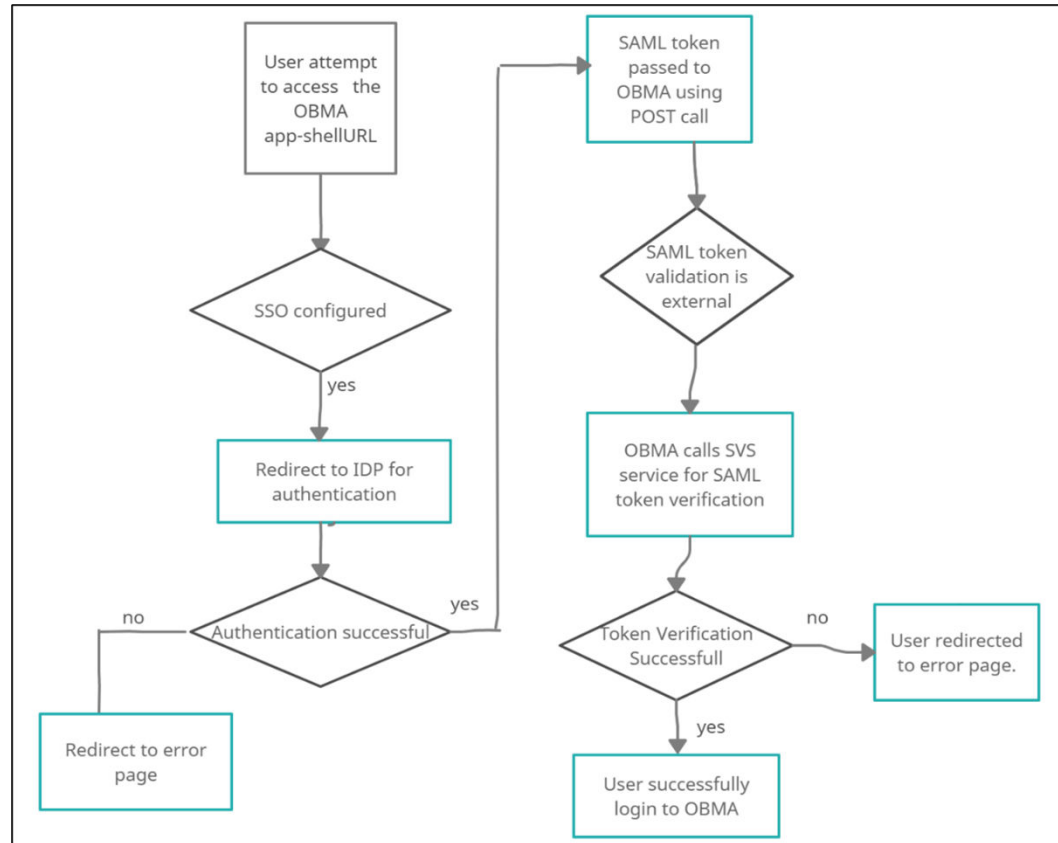 User attempt
to access the
OBMA
app-shellURL
SSO configured
yes
Redirect to IDP for
authentication
Authentication successful
no
yes
Redirect to error
page
SAML token
passed to
OBMA using
POST call
SAML token
validation is
external
OBMA calls SVS
service for SAML
token verification
Token Verification
Successfull
no
User redirected
to error page.
yes
User successfully
login to OBMA